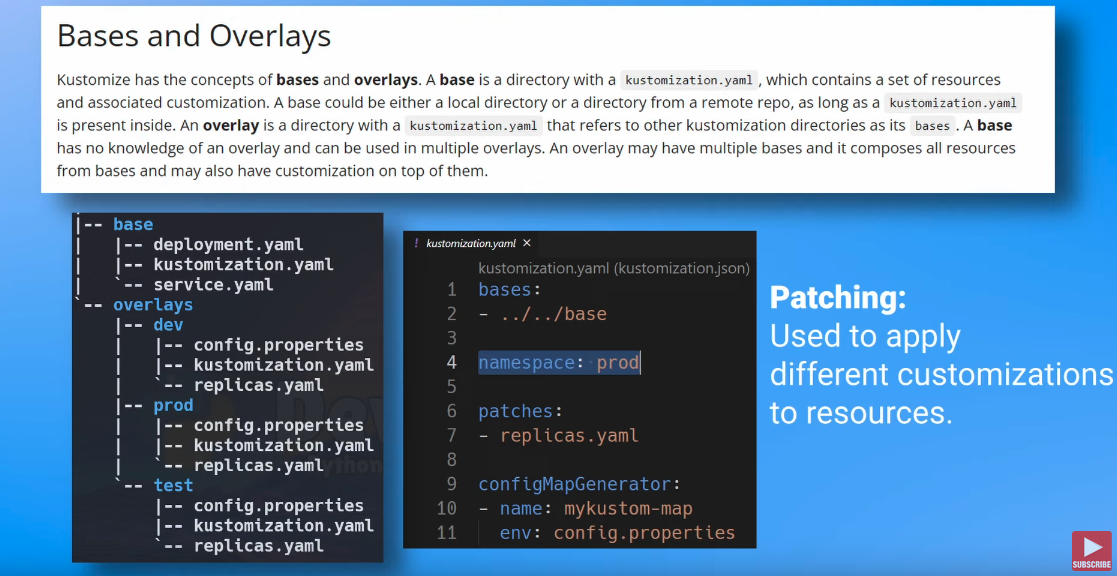 Bases and Overlays
Kustomize has the concepts of bases and overlays. A base is a directory with a kustomization.yaml, which contains a set of resources
and associated customization. A base could be either a local directory or a directory from a remote repo, as long as a kustomization.yaml
is present inside. An overlay is a directory with a kustomization.yaml that refers to other kustomization directories as its bases. A base
has no knowledge of an overlay and can be used in multiple overlays. An overlay may have multiple bases and it composes all resources
from bases and may also have customization on top of them.
|-- base
|   |-- deployment.yaml
|   |-- kustomization.yaml
|   `-- service.yaml
`-- overlays
    |-- dev
    |   |-- config.properties
    |   |-- kustomization.yaml
    |   `-- replicas.yaml
    |-- prod
    |   |-- config.properties
    |   |-- kustomization.yaml
    |   `-- replicas.yaml
    `-- test
        |-- config.properties
        |-- kustomization.yaml
        `-- replicas.yaml
! kustomization.yaml ×
kustomization.yaml (kustomization.json)
1 bases:
2 - ../../base
3
4 namespace: prod
5
6 patches:
7 - replicas.yaml
8
9 configMapGenerator:
10 - name: mykustom-map
11   env: config.properties
Patching:
Used to apply
different customizations
to resources.
SUBSCRIBE